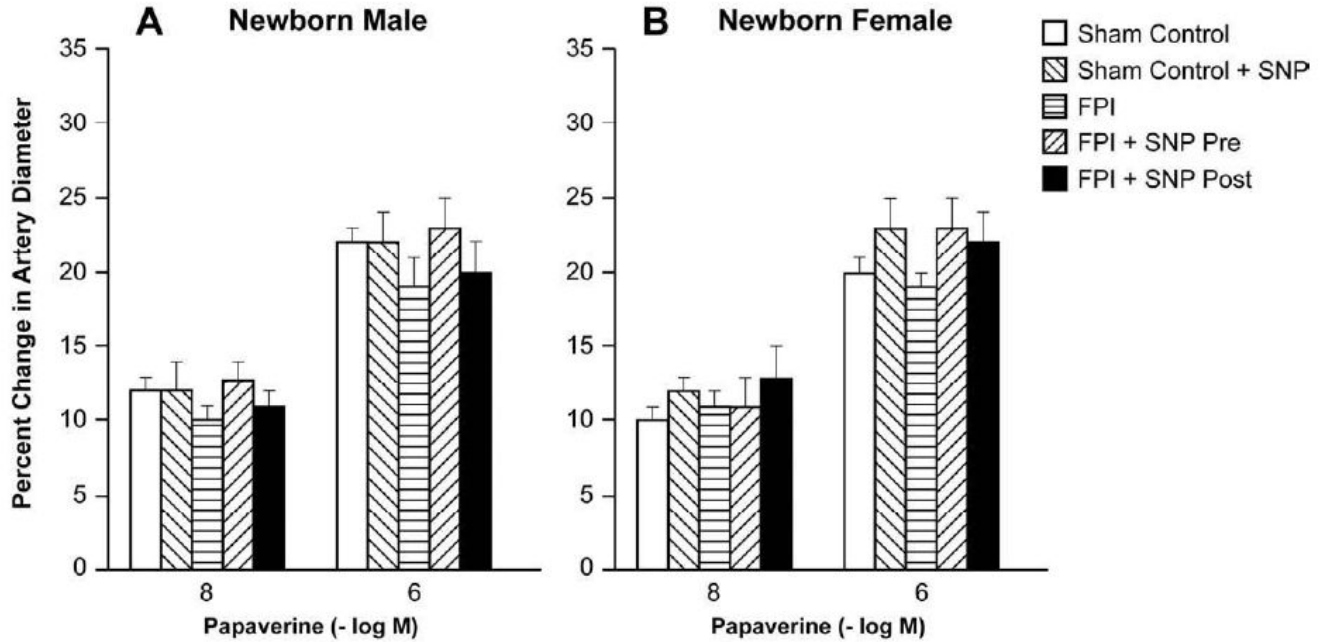 A Newborn Male
B Newborn Female
Sham Control
Sham Control + SNP
FPI
FPI + SNP Pre
FPI + SNP Post
Percent Change in Artery Diameter
35
30
25
20
15
10
5
0
8 6
Papaverine (- log M)
35
30
25
20
15
10
5
0
8 6
Papaverine (- log M)